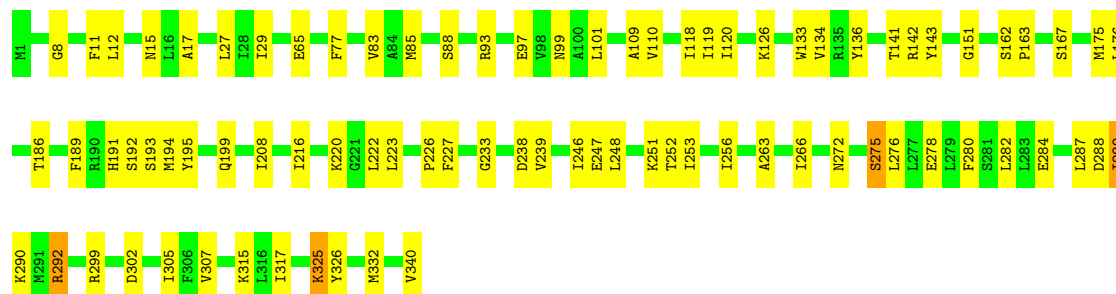 M1 G8 F11 L12 N15 L16 A17 L27 I28 I29 E65 F77 V83 A84 M85 S88 R93 E97 V98 N99 A100 L101 A109 V110 I118 I119 I120 K126 W133 V134 R135 Y136 T141 R142 Y143 G151 S162 P163 S167 M175
T186 F189 R190 H191 S192 S193 M194 Y195 Q199 I208 I216 K220 G221 L222 L223 P226 F227 G233 D238 V239 I246 E247 L248 K251 T252 I253 I256 A263 I266 N272 S275 L276 L277 E278 L279 F280 S281 L282 L283 E284 L287 D288
K290 M291 R292 R299 D302 I305 F306 V307 K315 L316 I317 K325 Y326 M332 V340